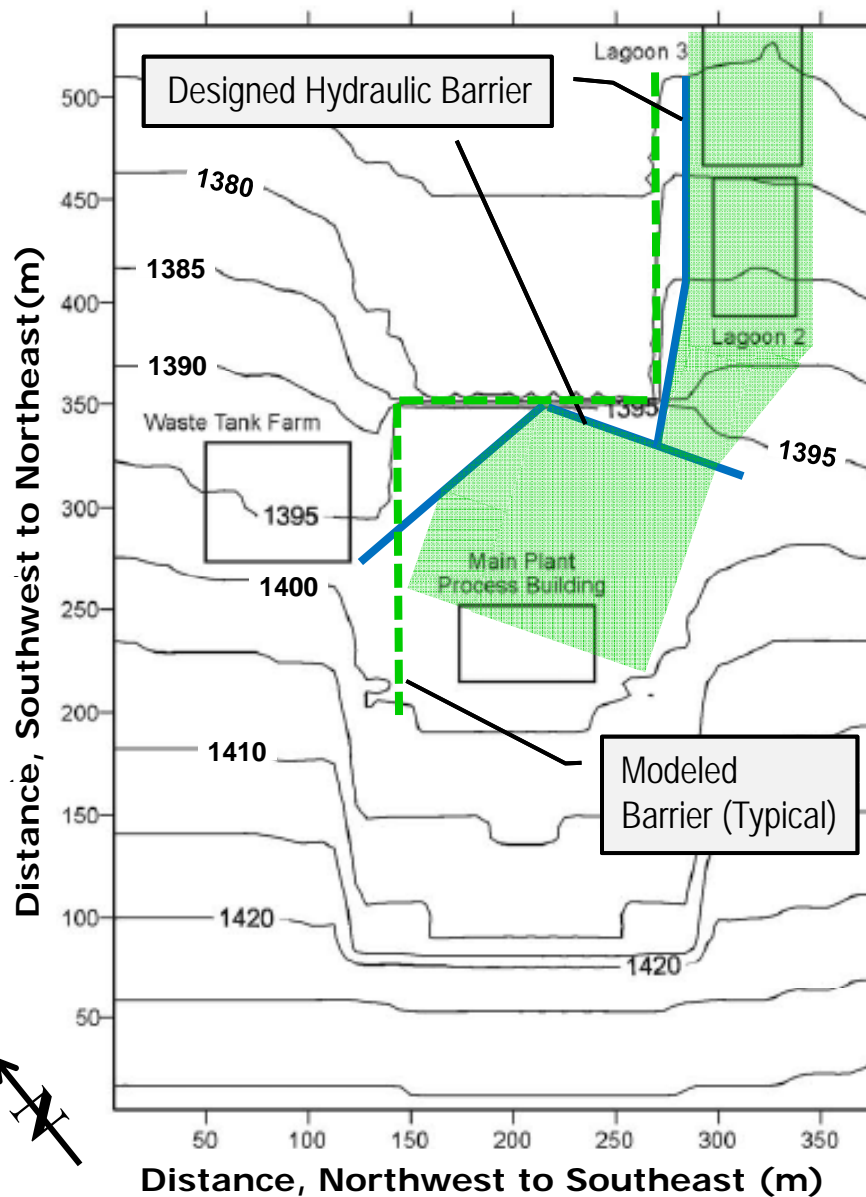 Lagoon 3
Designed Hydraulic Barrier
500
450
400
350
300
250
200
150
100
50
1380
1385
1390
1395
1395
Lagoon 2
Waste Tank Farm
1395
1400
Main Plant
Process Building
1410
Modeled
Barrier (Typical)
1420
1420
Distance, Southwest to Northeast(m)
N
50
100
150
200
250
300
350
Distance, Northwest to Southeast (m)